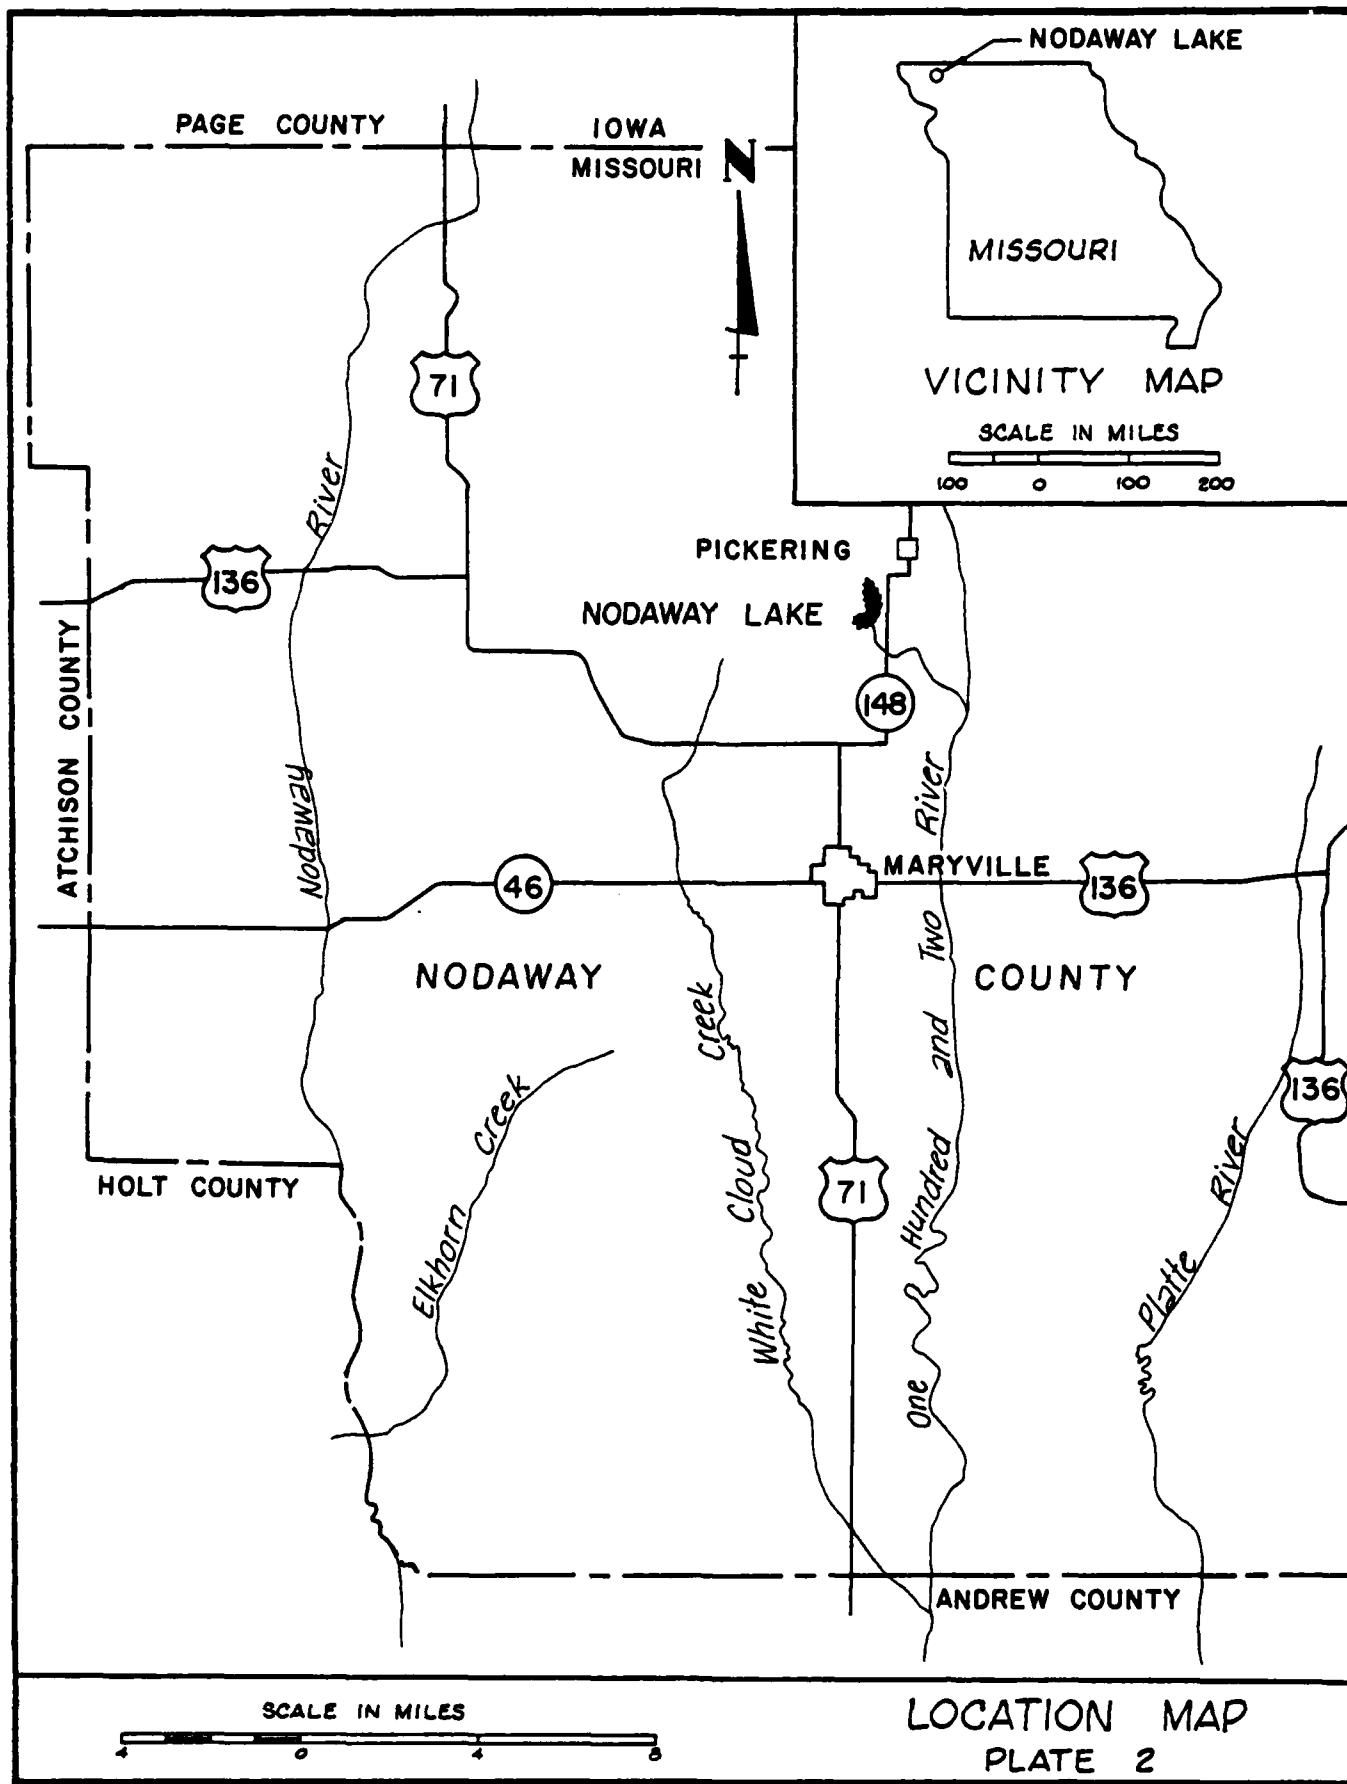 NODAWAY LAKE
MISSOURI
VICINITY MAP
SCALE IN MILES
100 0 100 200
PAGE COUNTY
IOWA
MISSOURI
N
71
River
136
PICKERING
NODAWAY LAKE
ATCHISON COUNTY
148
Nodaway
River
46
MARYVILLE
136
Two
and
NODAWAY
COUNTY
Creek
136
Creek
Cloud
71
Hundred
River
HOLT COUNTY
Elkhorn
White
Platte
One
ANDREW COUNTY
SCALE IN MILES
4 0 4 8
LOCATION MAP
PLATE 2